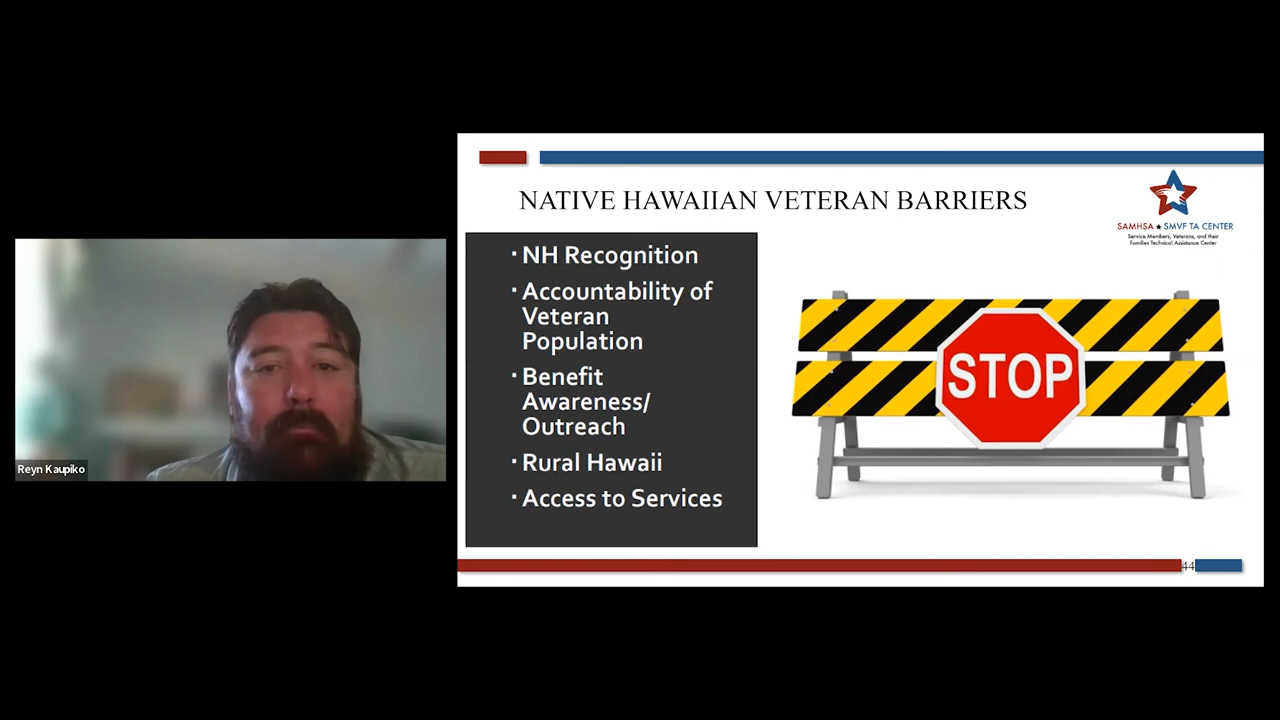 NATIVE HAWAIIAN VETERAN BARRIERS
SAMHSA ★ SMVF TA CENTER
Service Members, Veterans, and their
Families Technical Assistance Center
▪ NH Recognition
▪ Accountability of
Veteran
Population
▪ Benefit
Awareness/
Outreach
▪ Rural Hawaii
▪ Access to Services
STOP
44
Reyn Kaupiko